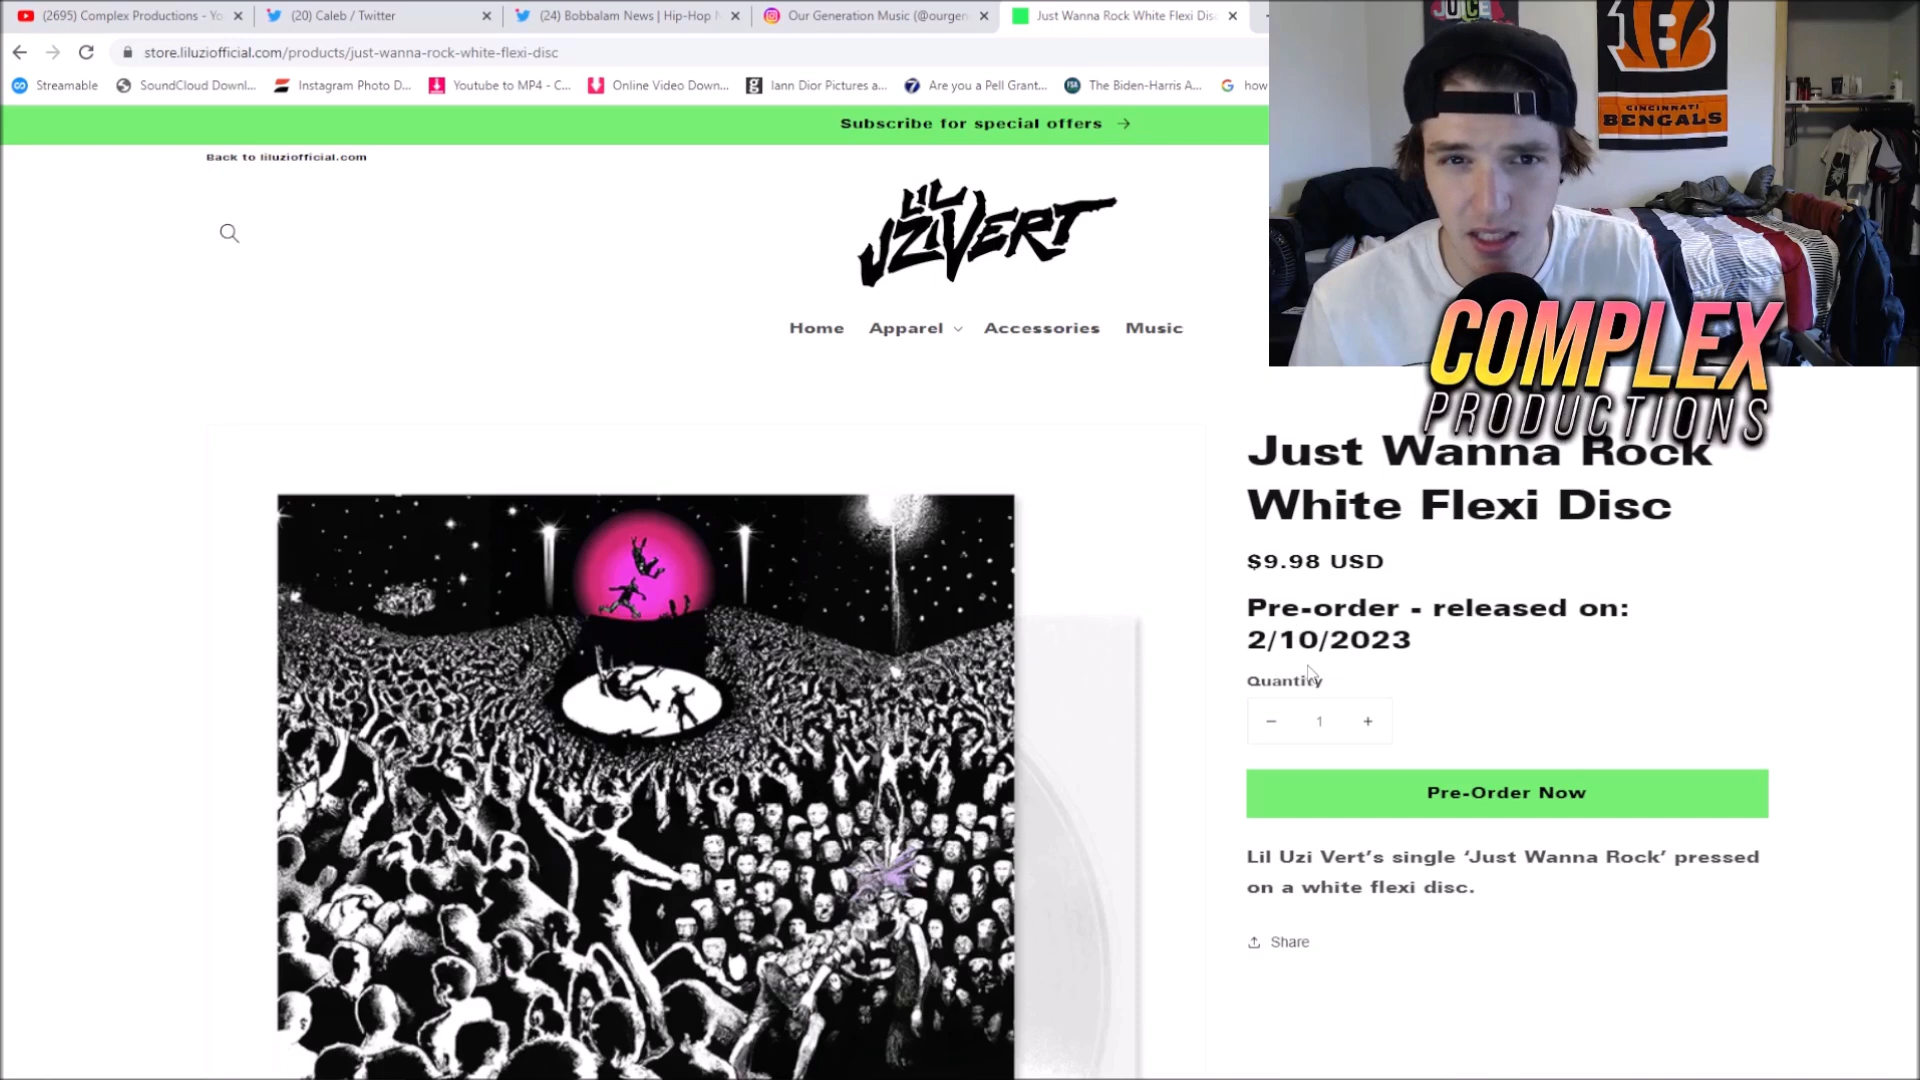 (2695) Complex Productions - Yo
(20) Caleb / Twitter
(24) Bobbalam News | Hip-Hop N
Our Generation Music (@ourgen
Just Wanna Rock White Flexi Dis
store.liluziofficial.com/products/just-wanna-rock-white-flexi-disc
Streamable
SoundCloud Downl...
Instagram Photo D...
Youtube to MP4 - C...
Online Video Down...
Iann Dior Pictures a...
Are you a Pell Grant...
The Biden-Harris A...
how
Subscribe for special offers →
Back to liluziofficial.com
LIL UZI VERT
Home Apparel Accessories Music
JUICE
B
CINCINNATI
BENGALS
COMPLEX
PRODUCTIONS
Just Wanna Rock
White Flexi Disc
$9.98 USD
Pre-order - released on:
2/10/2023
Quantity
− 1 +
Pre-Order Now
Lil Uzi Vert’s single ‘Just Wanna Rock’ pressed
on a white flexi disc.
Share